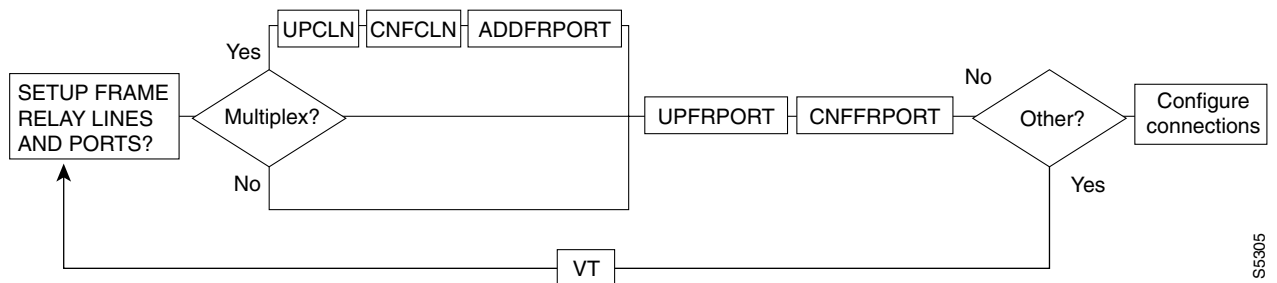 UPCLN
CNFCLN
ADDFRPORT
Yes
SETUP FRAME
RELAY LINES
AND PORTS?
Multiplex?
No
UPFRPORT
CNFFRPORT
No
Other?
Yes
Configure
connections
VT
S5305